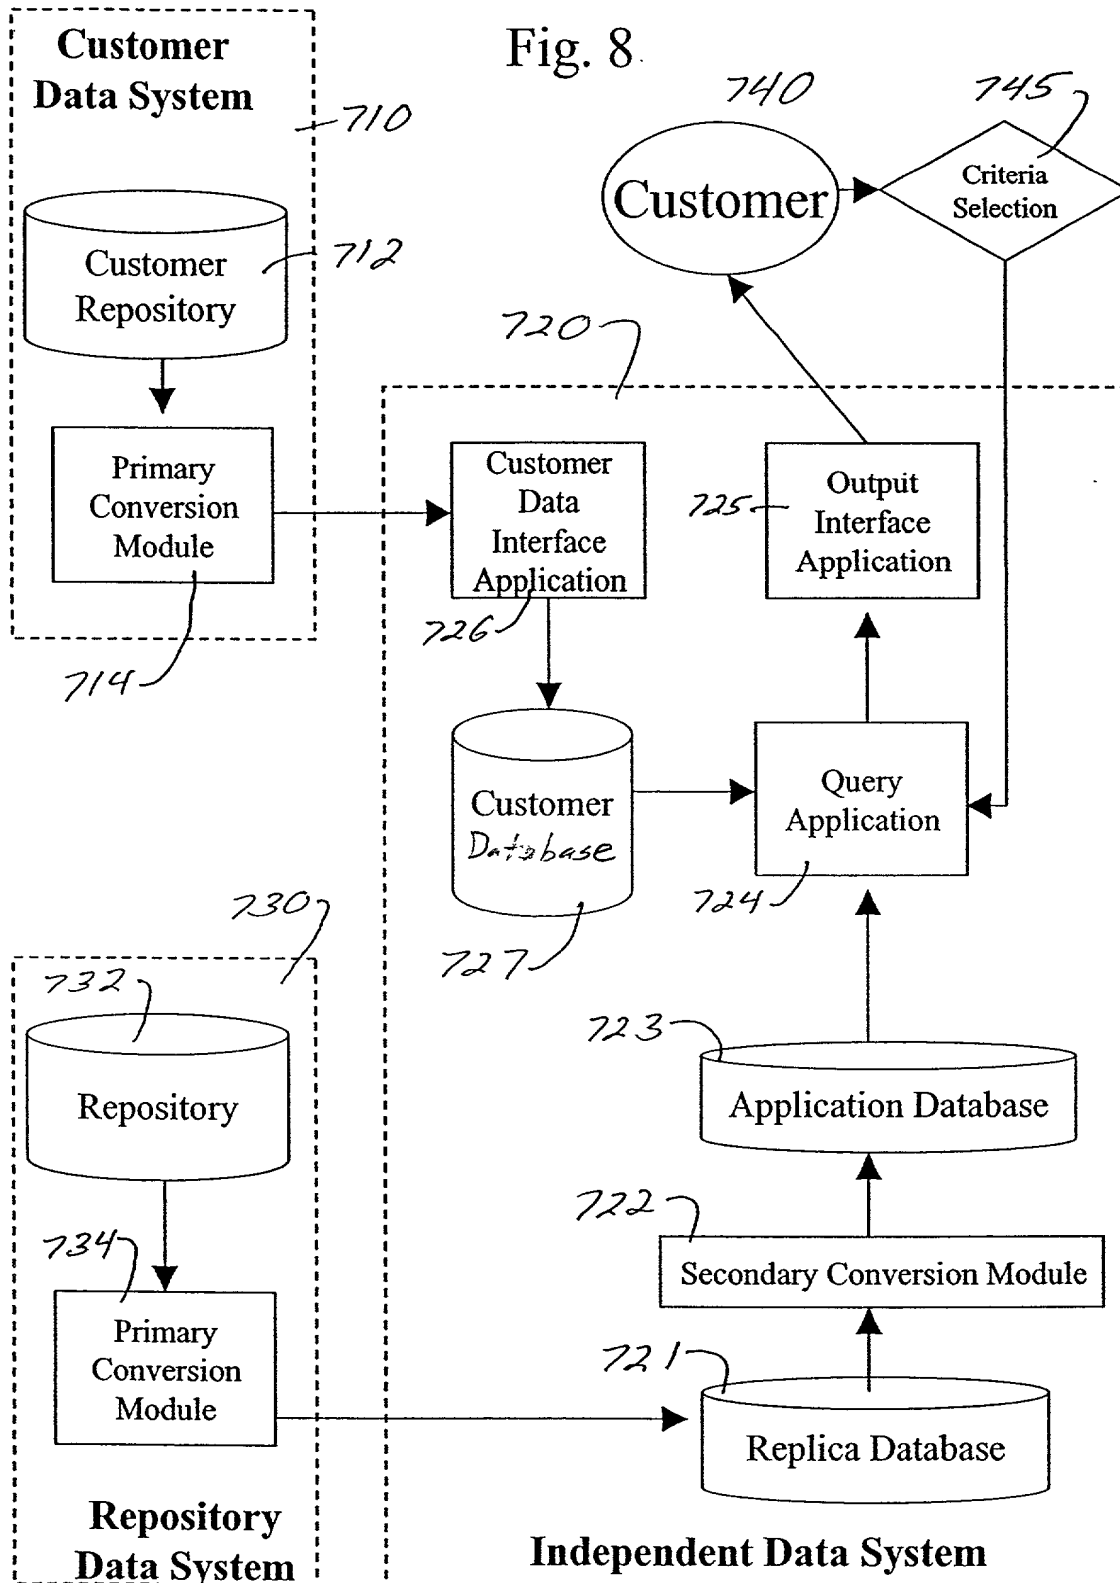 Fig. 8
Customer
Data System
710
Customer
Repository
712
Primary
Conversion
Module
714
740
Customer
745
Criteria
Selection
720
Customer
Data
Interface
Application
726
725
Output
Interface
Application
Customer
Database
727
Query
Application
724
730
732
Repository
734
Primary
Conversion
Module
Repository
Data System
723
Application Database
722
Secondary Conversion Module
721
Replica Database
Independent Data System